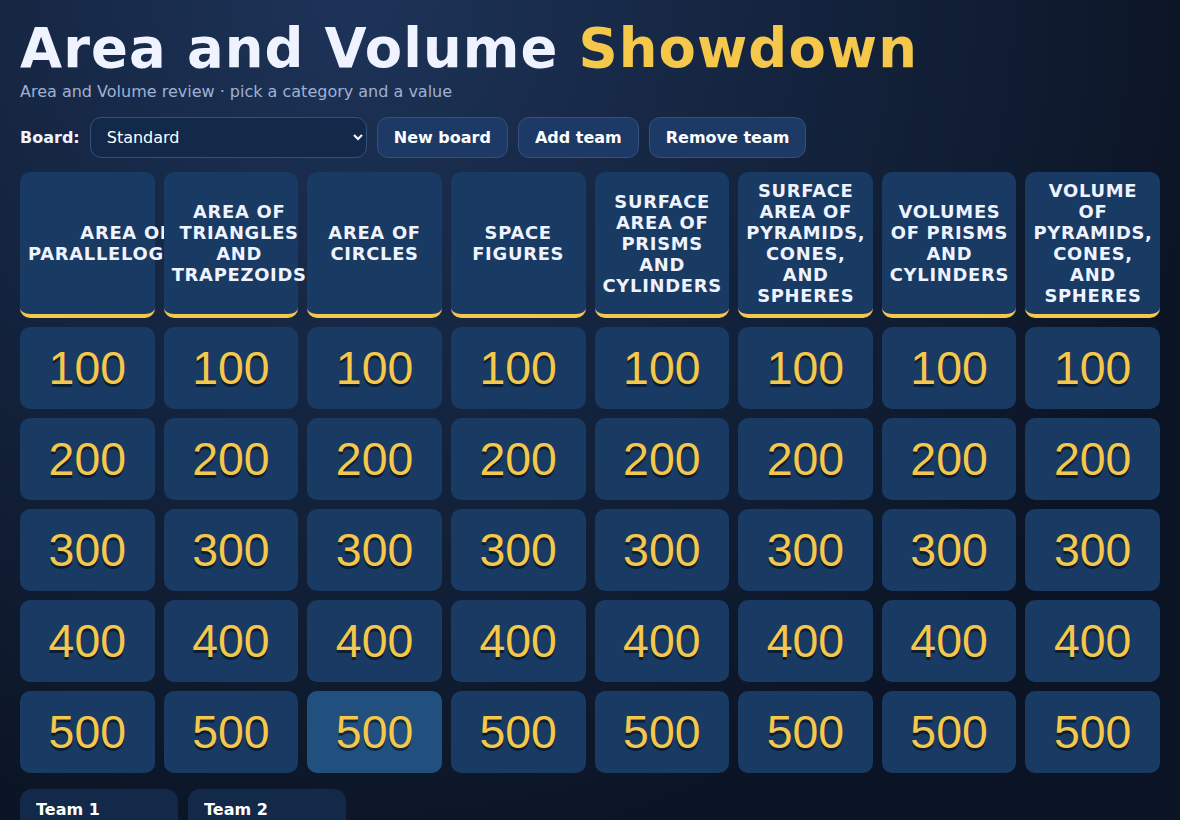 Area and Volume Showdown
Area and Volume review · pick a category and a value
Board: Standard New board Add team Remove team
AREA OF
PARALLELOG
AREA OF
TRIANGLES
AND
TRAPEZOIDS
AREA OF
CIRCLES
SPACE
FIGURES
SURFACE
AREA OF
PRISMS
AND
CYLINDERS
SURFACE
AREA OF
PYRAMIDS,
CONES,
AND
SPHERES
VOLUMES
OF PRISMS
AND
CYLINDERS
VOLUME
OF
PYRAMIDS,
CONES,
AND
SPHERES
100 100 100 100 100 100 100 100
200 200 200 200 200 200 200 200
300 300 300 300 300 300 300 300
400 400 400 400 400 400 400 400
500 500 500 500 500 500 500 500
Team 1 Team 2